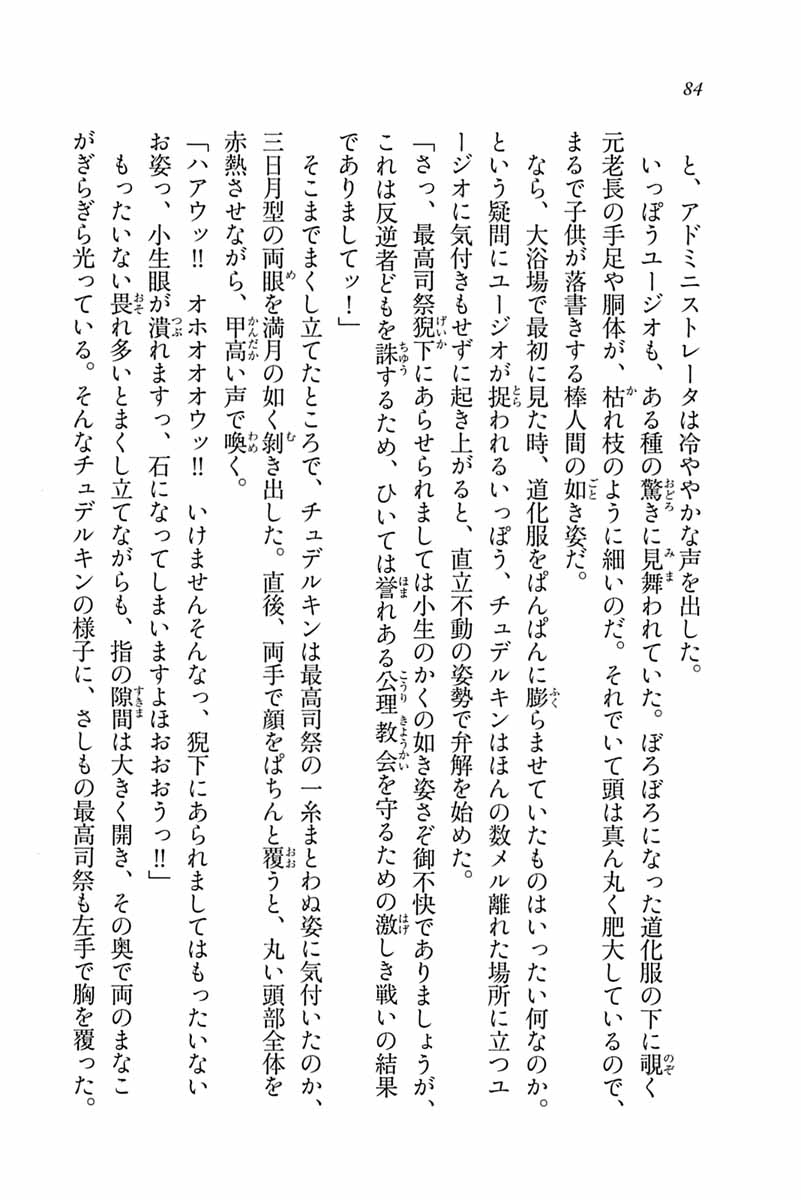 84
と、アドミニストレータは冷ややかな声を出した。
いっぽうユージオも、ある種の驚きに見舞われていた。ぼろぼろになった道化服の下に覗く
元老長の手足や胴体が、枯れ枝のように細いのだ。それでいて頭は真ん丸く肥大しているので、
まるで子供が落書きする棒人間の如き姿だ。
なら、大浴場で最初に見た時、道化服をぱんぱんに膨らませていたものはいったい何なのか。
という疑問にユージオが捉われるいっぽう、チュデルキンはほんの数メル離れた場所に立つユ
ージオに気付きもせずに起き上がると、直立不動の姿勢で弁解を始めた。
「さっ、最高司祭猊下にあらせられましては小生のかくの如き姿さぞ御不快でありましょうが、
これは反逆者どもを誅するため、ひいては誉れある公理教会を守るための激しき戦いの結果
でありましてッ！」
そこまでまくし立てたところで、チュデルキンは最高司祭の一糸まとわぬ姿に気付いたのか、
三日月型の両眼を満月の如く剝き出した。直後、両手で顔をぱちんと覆うと、丸い頭部全体を
赤熱させながら、甲高い声で喚く。
「ハアウッ!!　オホオオオウッ!!　いけませんそんなっ、猊下にあられましてはもったいない
お姿っ、小生眼が潰れますっ、石になってしまいますよほおおおうっ!!」
もったいない畏れ多いとまくし立てながらも、指の隙間は大きく開き、その奥で両のまなこ
がぎらぎら光っている。そんなチュデルキンの様子に、さしもの最高司祭も左手で胸を覆った。